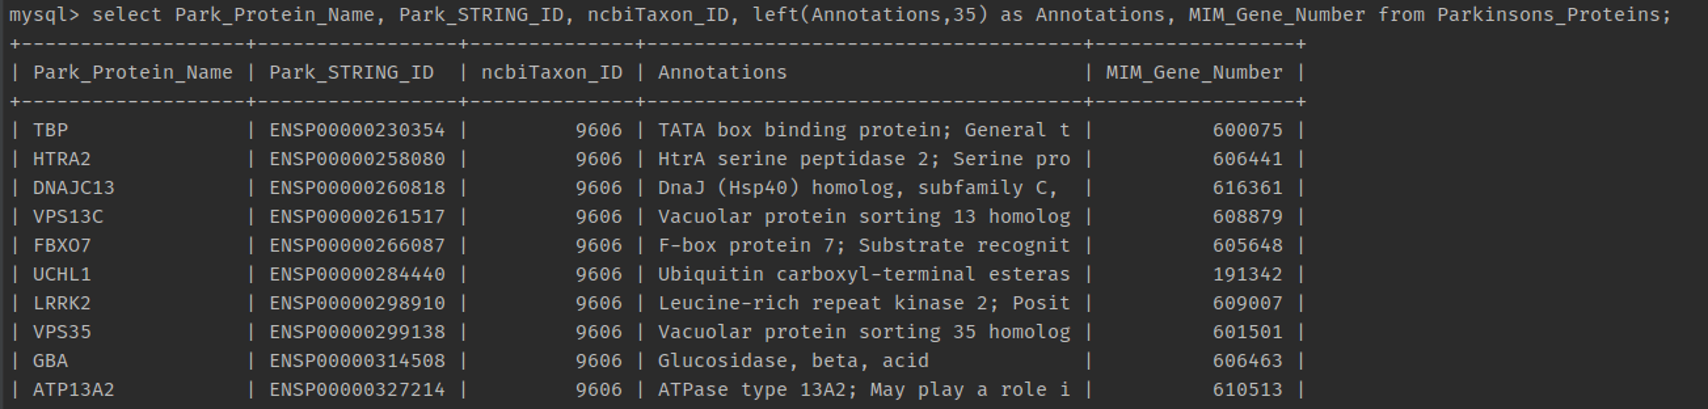 mysql> select Park_Protein_Name, Park_STRING_ID, ncbiTaxon_ID, left(Annotations,35) as Annotations, MIM_Gene_Number from Parkinsons_Proteins;
+-------------------+----------------+--------------+-------------------------------------+-----------------+
| Park_Protein_Name | Park_STRING_ID  | ncbiTaxon_ID | Annotations                         | MIM_Gene_Number |
+-------------------+-----------------+--------------+-------------------------------------+-----------------+
| TBP               | ENSP00000230354 |         9606 | TATA box binding protein; General t |          600075 |
| HTRA2             | ENSP00000258080 |         9606 | HtrA serine peptidase 2; Serine pro |          606441 |
| DNAJC13           | ENSP00000260818 |         9606 | DnaJ (Hsp40) homolog, subfamily C,  |          616361 |
| VPS13C            | ENSP00000261517 |         9606 | Vacuolar protein sorting 13 homolog |          608879 |
| FBXO7             | ENSP00000266087 |         9606 | F-box protein 7; Substrate recognit |          605648 |
| UCHL1             | ENSP00000284440 |         9606 | Ubiquitin carboxyl-terminal esteras |          191342 |
| LRRK2             | ENSP00000298910 |         9606 | Leucine-rich repeat kinase 2; Posit |          609007 |
| VPS35             | ENSP00000299138 |         9606 | Vacuolar protein sorting 35 homolog |          601501 |
| GBA               | ENSP00000314508 |         9606 | Glucosidase, beta, acid             |          606463 |
| ATP13A2           | ENSP00000327214 |         9606 | ATPase type 13A2; May play a role i |          610513 |